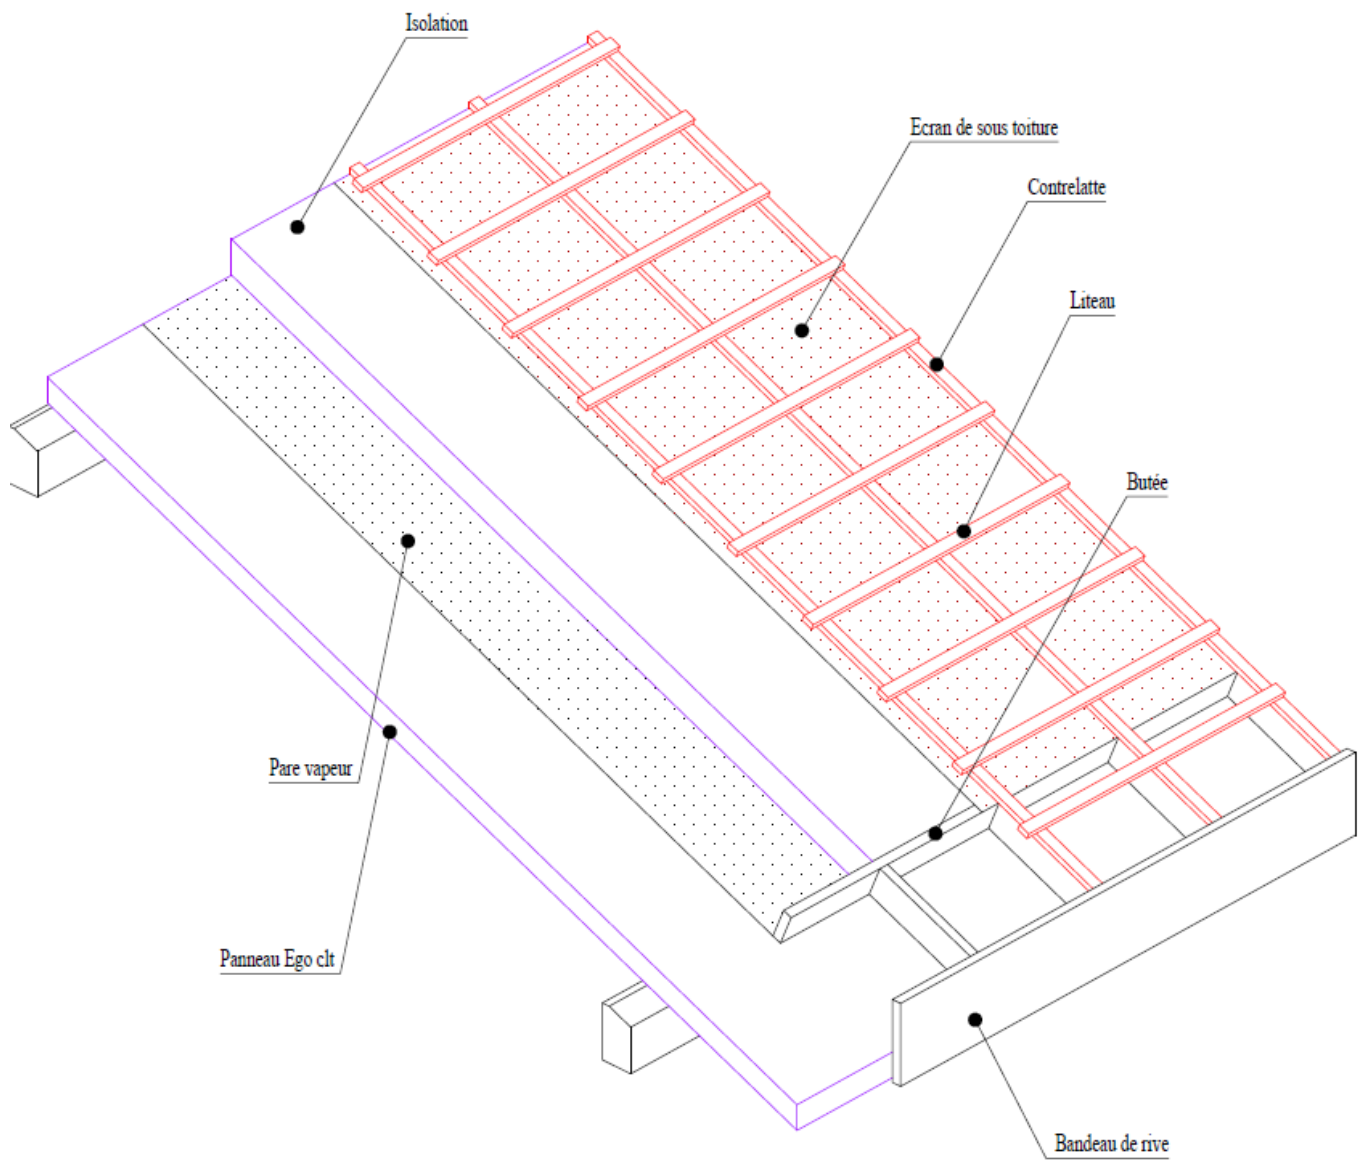 Isolation
Ecran de sous toiture
Contrelatte
Liteau
Butée
Pare vapeur
Panneau Ego clt
Bandeau de rive